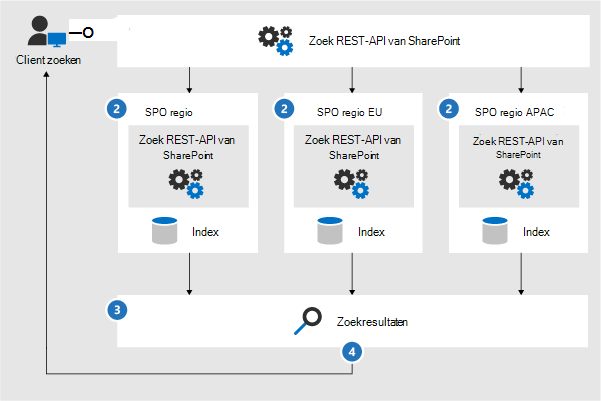 Zoek REST-API van SharePoint
Client zoeken
2
SPO regio
2
SPO regio EU
2
SPO regio APAC
Zoek REST-API van
SharePoint
Zoek REST-API van
SharePoint
Zoek REST-API van
SharePoint
Index
Index
Index
3
Zoekresultaten
4